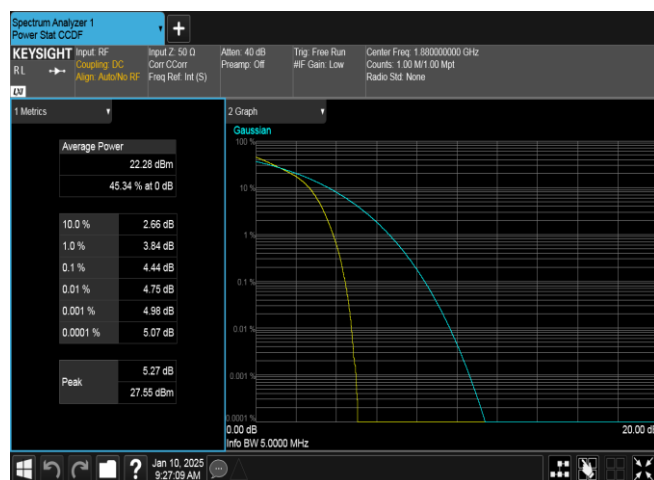 Spectrum Analyzer 1
Power Stat CCDF
+
KEYSIGHT
RL
LXI
Input: RF
Coupling: DC
Align: Auto/No RF
Input Z: 50 Ω
Corr CCorr
Freq Ref: Int (S)
Atten: 40 dB
Preamp: Off
Trig: Free Run
#IF Gain: Low
Center Freq: 1.880000000 GHz
Counts: 1.00 M/1.00 Mpt
Radio Std: None
1 Metrics
Average Power
22.28 dBm
45.34 % at 0 dB
10.0 % 2.66 dB
1.0 % 3.84 dB
0.1 % 4.44 dB
0.01 % 4.75 dB
0.001 % 4.98 dB
0.0001 % 5.07 dB
Peak
5.27 dB
27.55 dBm
2 Graph
Gaussian
100 %
10 %
1 %
0.1 %
0.01 %
0.001 %
0.0001 %
0.00 dB 20.00 dB
Info BW 5.0000 MHz
?
Jan 10, 2025
9:27:09 AM